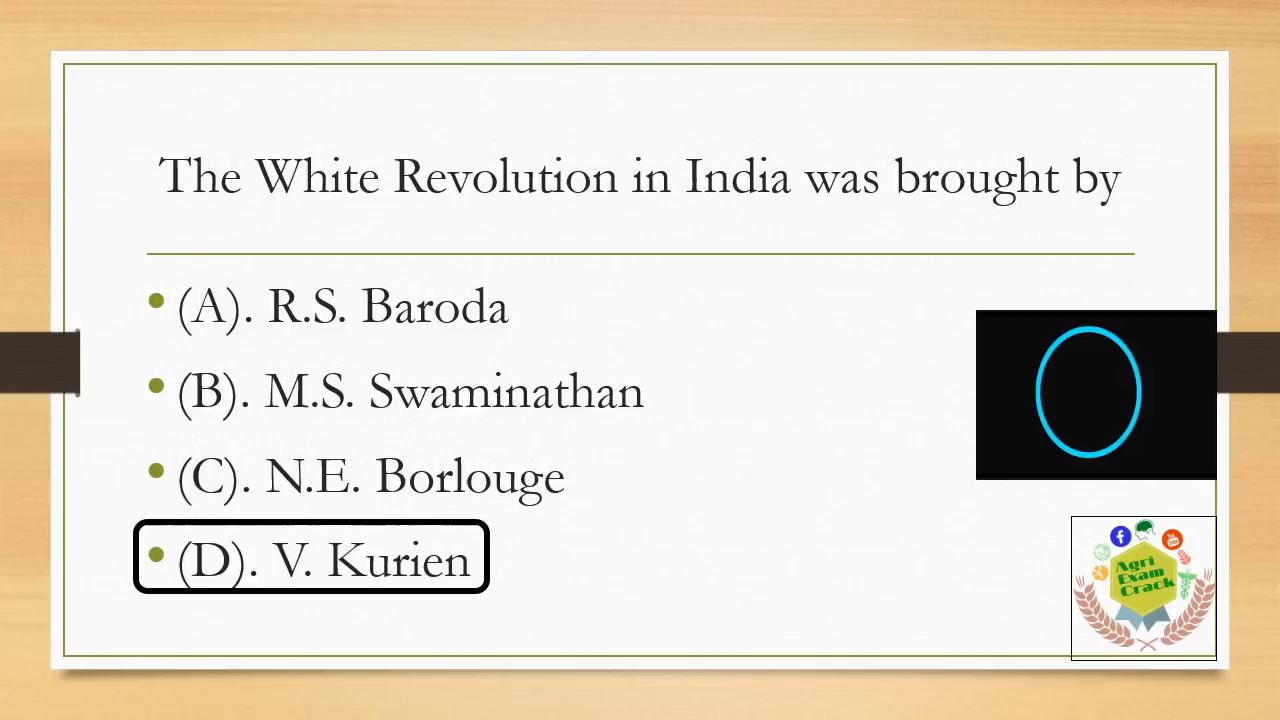 The White Revolution in India was brought by
• (A). R.S. Baroda
• (B). M.S. Swaminathan
• (C). N.E. Borlouge
• (D). V. Kurien
Agri
Exam
Crack